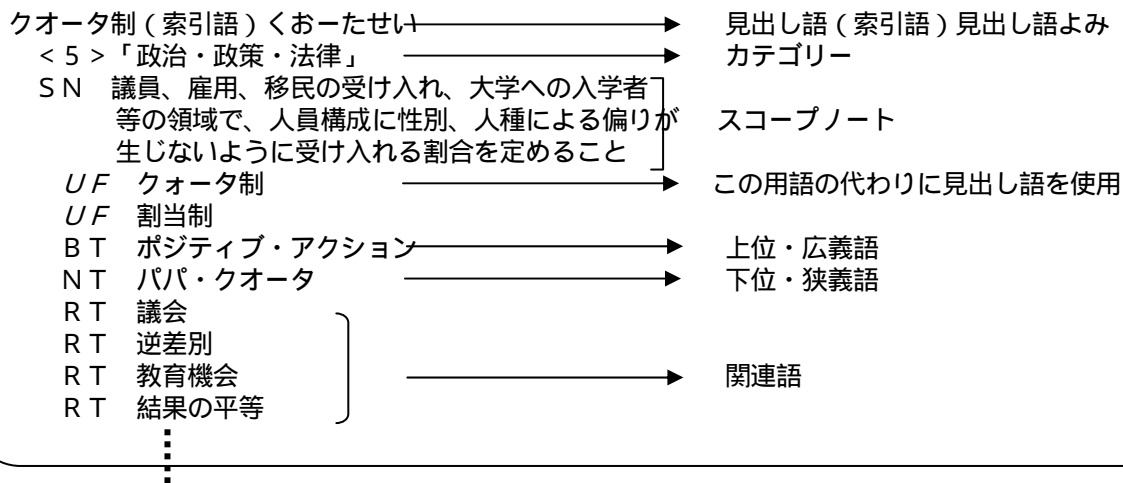 クオータ制(索引語)くおーたせい 見出し語(索引語)見出し語よみ
<5>「政治・政策・法律」 カテゴリー
SN 議員、雇用、移民の受け入れ、大学への入学者
等の領域で、人員構成に性別、人種による偏りが スコープノート
生じないように受け入れる割合を定めること
UF クォータ制 この用語の代わりに見出し語を使用
UF 割当制
BT ポジティブ・アクション 上位・広義語
NT パパ・クオータ 下位・狭義語
RT 議会
RT 逆差別
RT 教育機会 関連語
RT 結果の平等